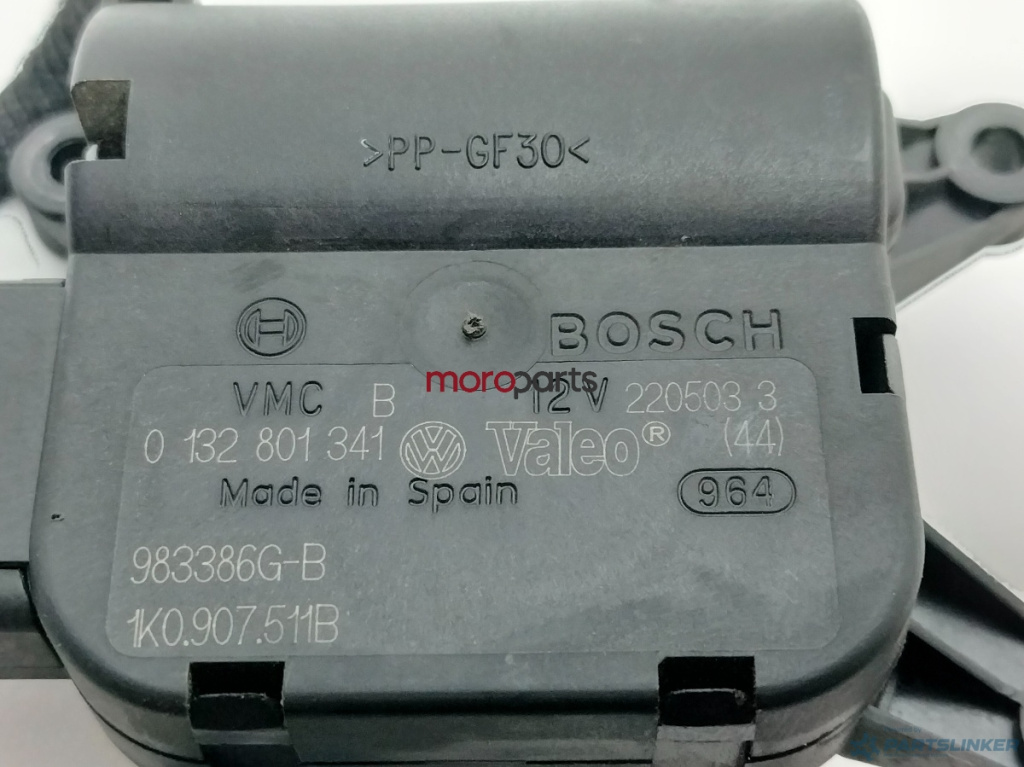 >PP-GF30<
BOSCH
moroparts
VMC B 12V 220503 3
0 132 801 341 Valeo® (44)
Made in Spain 964
983386G-B
1K0.907.511B
PARTSLINKER